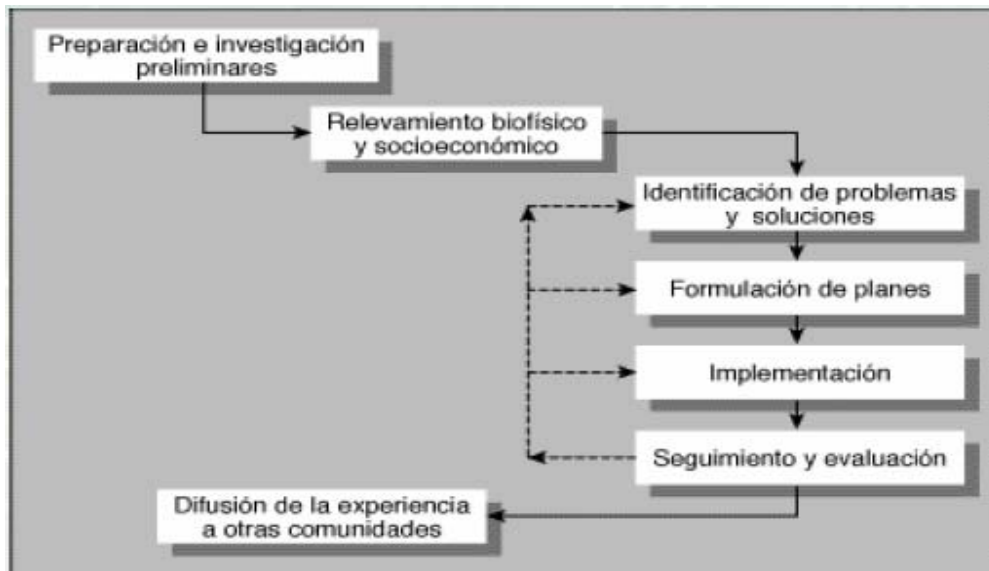 Preparación e investigación
preliminares
Relevamiento biofísico
y socioeconómico
Identificación de problemas
y soluciones
Formulación de planes
Implementación
Seguimiento y evaluación
Difusión de la experiencia
a otras comunidades